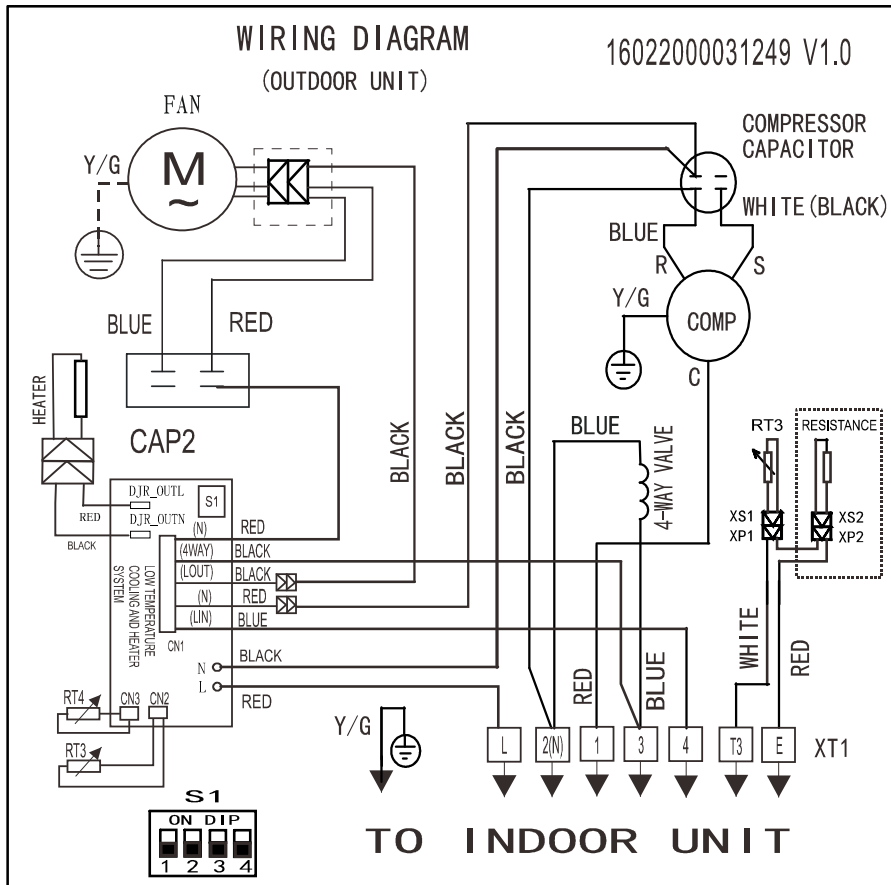 WIRING DIAGRAM
(OUTDOOR UNIT)
16022000031249 V1.0
FAN
Y/G
M
~
COMPRESSOR
CAPACITOR
WHITE(BLACK)
BLUE
R
S
Y/G
COMP
C
BLUE
RED
HEATER
CAP2
BLACK
BLACK
BLACK
BLUE
4-WAY VALVE
RT3
RESISTANCE
XS1
XP1
XS2
XP2
DJR_OUTL
S1
RED
DJR_OUTN
BLACK
(N)
RED
(4WAY)
BLACK
(LOUT)
BLACK
(N)
RED
(LIN)
BLUE
CN1
LOW TEMPERATURE
COOLING AND HEATER
SYSTEM
N
BLACK
L
RED
RT4
CN3
CN2
RT3
Y/G
RED
BLUE
WHITE
RED
L
2(N)
1
3
4
T3
E
XT1
S1
ON DIP
1 2 3 4
TO INDOOR UNIT